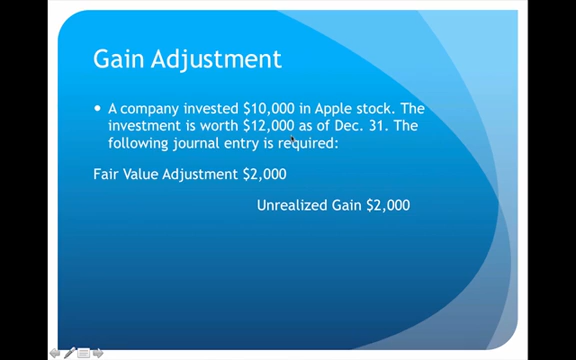 Gain Adjustment
• A company invested $10,000 in Apple stock. The
investment is worth $12,000 as of Dec. 31. The
following journal entry is required:
Fair Value Adjustment $2,000
Unrealized Gain $2,000